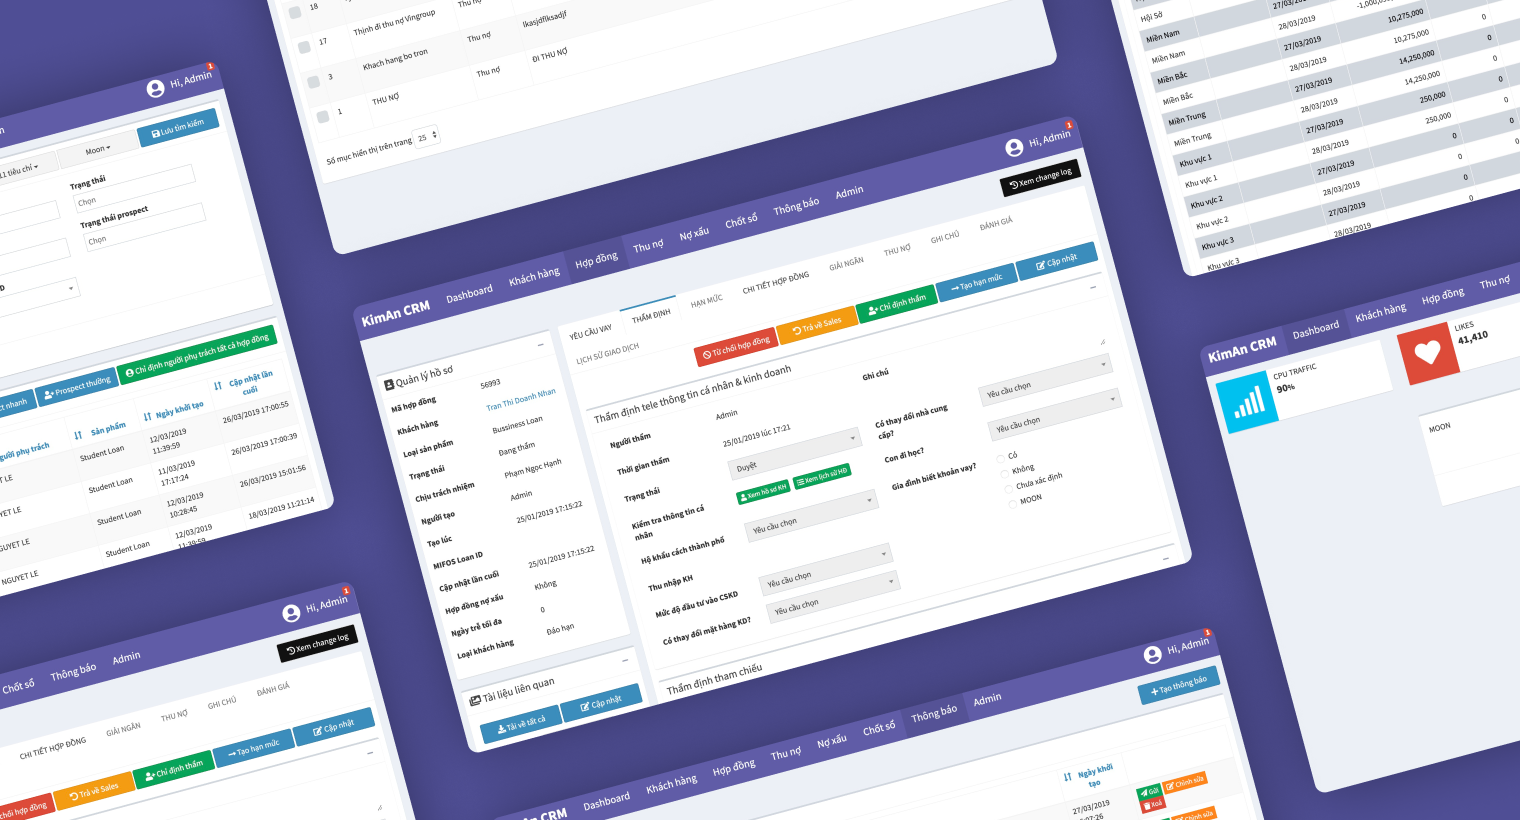 18
17
Thịnh đi thu nợ Vingroup
Thu nợ
3
Khach hang bo tron
Thu nợ
lkasjdflksadjf
1
THU NỢ
Thu nợ
ĐI THU NỢ
Số mục hiển thị trên trang 25
Hội Sở
27/03/2019
Miền Nam
28/03/2019
Miền Nam
27/03/2019
10,275,000
0
Miền Bắc
28/03/2019
10,275,000
0
Miền Bắc
27/03/2019
14,250,000
0
Miền Trung
28/03/2019
14,250,000
0
Miền Trung
27/03/2019
250,000
0
Khu vực 1
28/03/2019
250,000
0
Khu vực 1
27/03/2019
0
0
Khu vực 2
28/03/2019
0
0
Khu vực 2
27/03/2019
0
Khu vực 3
28/03/2019
0
Khu vực 3
Hi, Admin
1
11 tiêu chí
Moon
Lưu tìm kiếm
Trạng thái
Chọn
Trạng thái prospect
Chọn
Prospect thường
Chỉ định người phụ trách tất cả hợp đồng
Sản phẩm
Ngày khởi tạo
Cập nhật lần cuối
Student Loan
12/03/2019 11:39:59
26/03/2019 17:00:55
Student Loan
11/03/2019 17:17:24
26/03/2019 17:00:39
Student Loan
12/03/2019 10:28:45
26/03/2019 15:01:56
NGUYET LE
Student Loan
12/03/2019 11:39:59
18/03/2019 11:21:14
KimAn CRM
Dashboard
Khách hàng
Hợp đồng
Thu nợ
Nợ xấu
Chốt sổ
Thông báo
Admin
Hi, Admin
1
Xem change log
YÊU CẦU VAY
THẨM ĐỊNH
HẠN MỨC
CHI TIẾT HỢP ĐỒNG
GIẢI NGÂN
THU NỢ
GHI CHÚ
ĐÁNH GIÁ
LỊCH SỬ GIAO DỊCH
Từ chối hợp đồng
Trả về Sales
Chỉ định thẩm
Tạo hạn mức
Cập nhật
Quản lý hồ sơ
Mã hợp đồng
56993
Khách hàng
Tran Thi Doanh Nhan
Loại sản phẩm
Bussiness Loan
Trạng thái
Đang thẩm
Chịu trách nhiệm
Phạm Ngọc Hạnh
Người tạo
Admin
Tạo lúc
25/01/2019 17:15:22
MIFOS Loan ID
Cập nhật lần cuối
25/01/2019 17:15:22
Hợp đồng nợ xấu
Không
Ngày trễ tối đa
0
Loại khách hàng
Đáo hạn
Tài liệu liên quan
Tải về tất cả
Cập nhật
Thẩm định tele thông tin cá nhân & kinh doanh
Người thẩm
Admin
Ghi chú
Thời gian thẩm
25/01/2019 lúc 17:21
Trạng thái
Duyệt
Có thay đổi nhà cung cấp?
Yêu cầu chọn
Kiểm tra thông tin cá nhân
Xem hồ sơ KH
Xem lịch sử HĐ
Con đi học?
Yêu cầu chọn
Hộ khẩu cách thành phố
Yêu cầu chọn
Gia đình biết khoản vay?
Có
Không
Chưa xác định
MOON
Thu nhập KH
Mức độ đầu tư vào CSKD
Yêu cầu chọn
Có thay đổi mặt hàng KD?
Yêu cầu chọn
Thẩm định tham chiếu
KimAn CRM
Dashboard
Khách hàng
Hợp đồng
Thu nợ
CPU TRAFFIC
90%
LIKES
41,410
MOON
Hi, Admin
1
Chốt sổ
Thông báo
Admin
Xem change log
CHI TIẾT HỢP ĐỒNG
GIẢI NGÂN
THU NỢ
GHI CHÚ
ĐÁNH GIÁ
chối hợp đồng
Trả về Sales
Chỉ định thẩm
Tạo hạn mức
Cập nhật
An CRM
Dashboard
Khách hàng
Hợp đồng
Thu nợ
Nợ xấu
Chốt sổ
Thông báo
Admin
Hi, Admin
1
Tạo thông báo
Ngày khởi tạo
27/03/2019
Gửi
Chỉnh sửa
Xoá
Chỉnh sửa